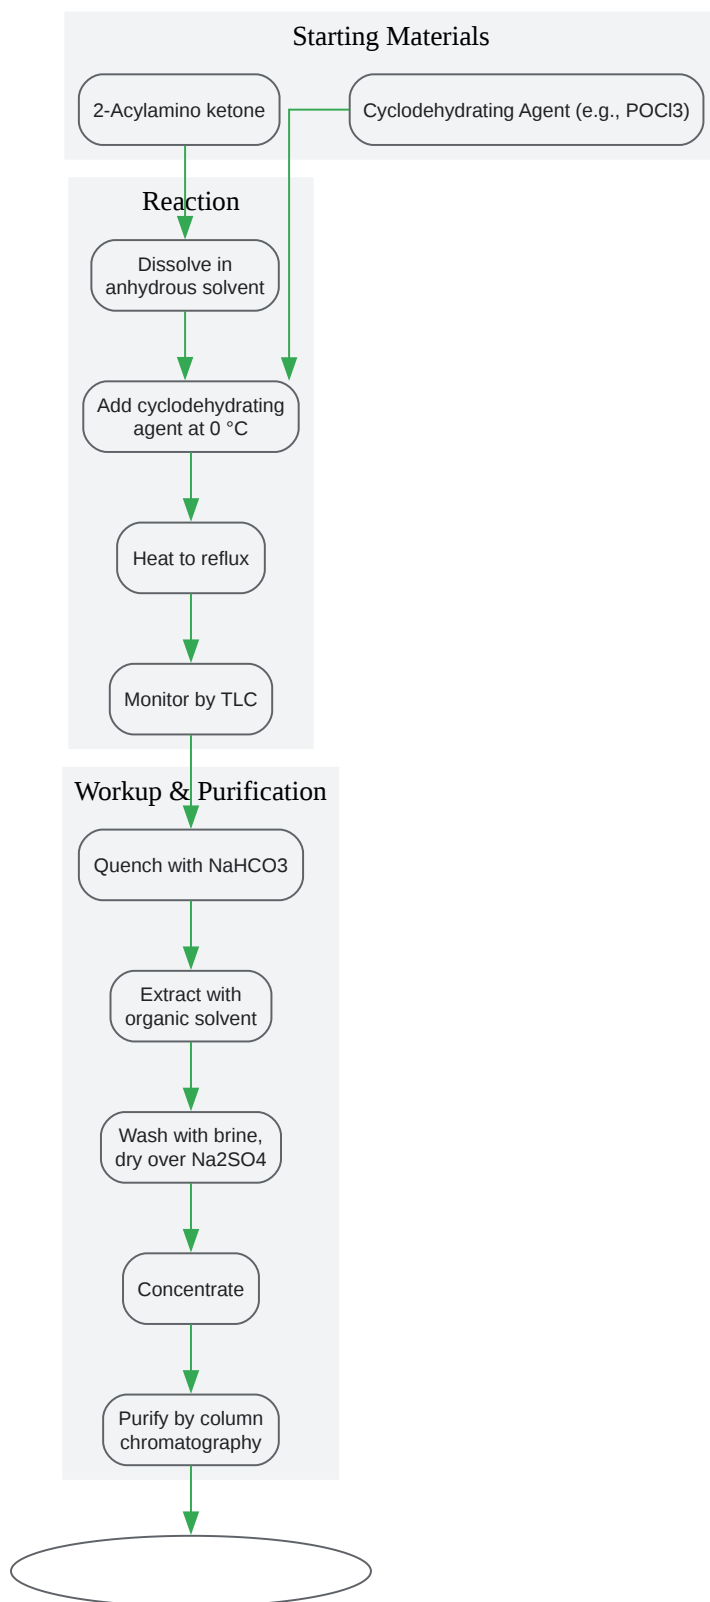 Starting Materials
2-Acylamino ketone
Cyclodehydrating Agent (e.g., POCl3)
Reaction
Dissolve in
anhydrous solvent
Add cyclodehydrating
agent at 0 °C
Heat to reflux
Monitor by TLC
Workup & Purification
Quench with NaHCO3
Extract with
organic solvent
Wash with brine,
dry over Na2SO4
Concentrate
Purify by column
chromatography